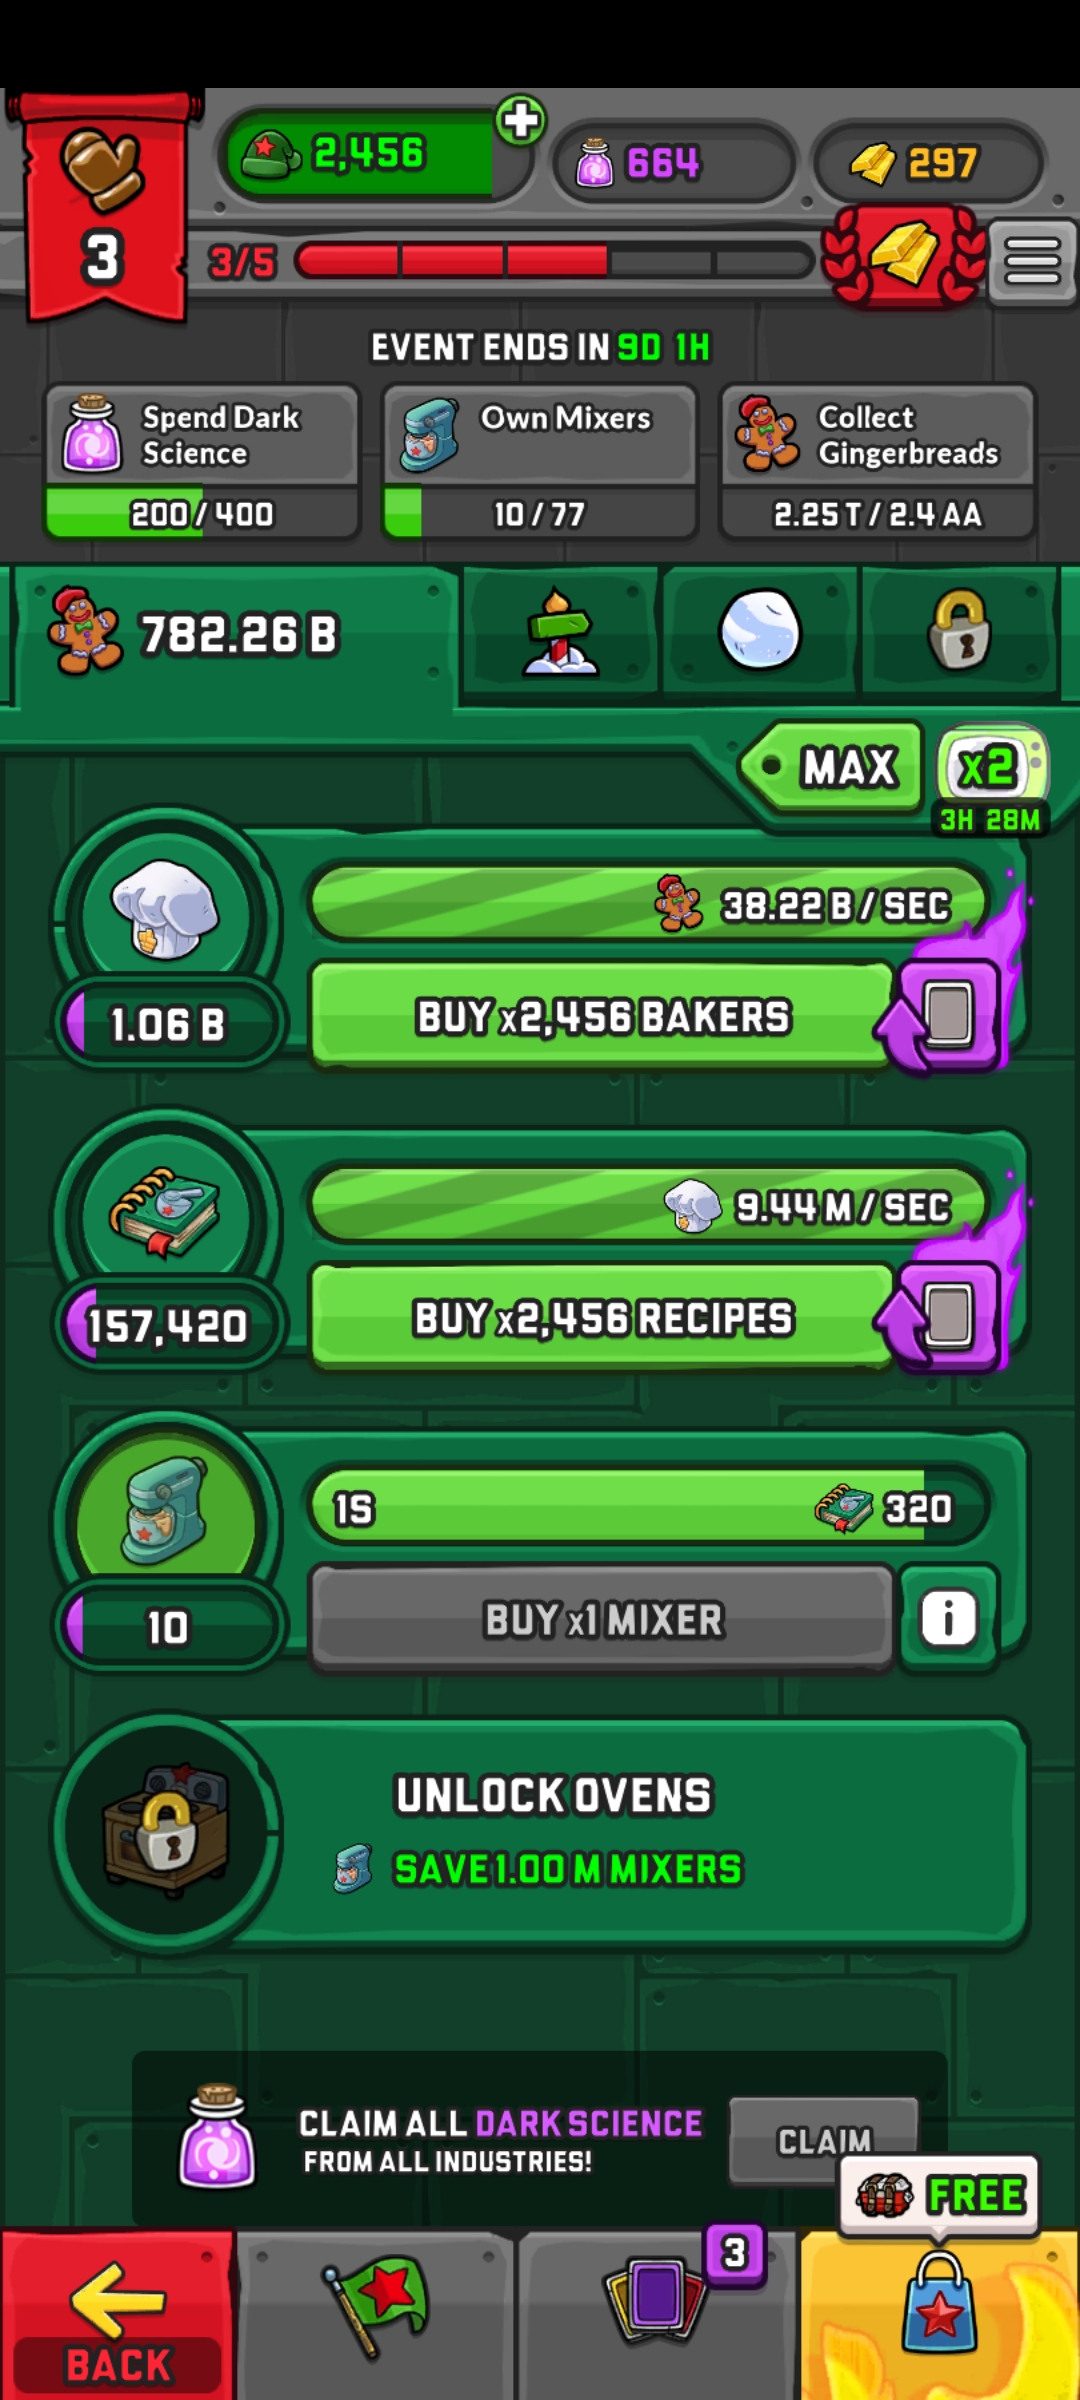 2,456
664
297
3
3/5
EVENT ENDS IN 9D 1H
Spend Dark
Science
200 / 400
Own Mixers
10 / 77
Collect
Gingerbreads
2.25 T / 2.4 AA
782.26 B
MAX
x2
3H 28M
38.22 B / SEC
1.06 B
BUY x2,456 BAKERS
9.44 M / SEC
157,420
BUY x2,456 RECIPES
1S
320
10
BUY x1 MIXER
i
UNLOCK OVENS
SAVE 1.00 M MIXERS
CLAIM ALL DARK SCIENCE
FROM ALL INDUSTRIES!
CLAIM
FREE
3
BACK